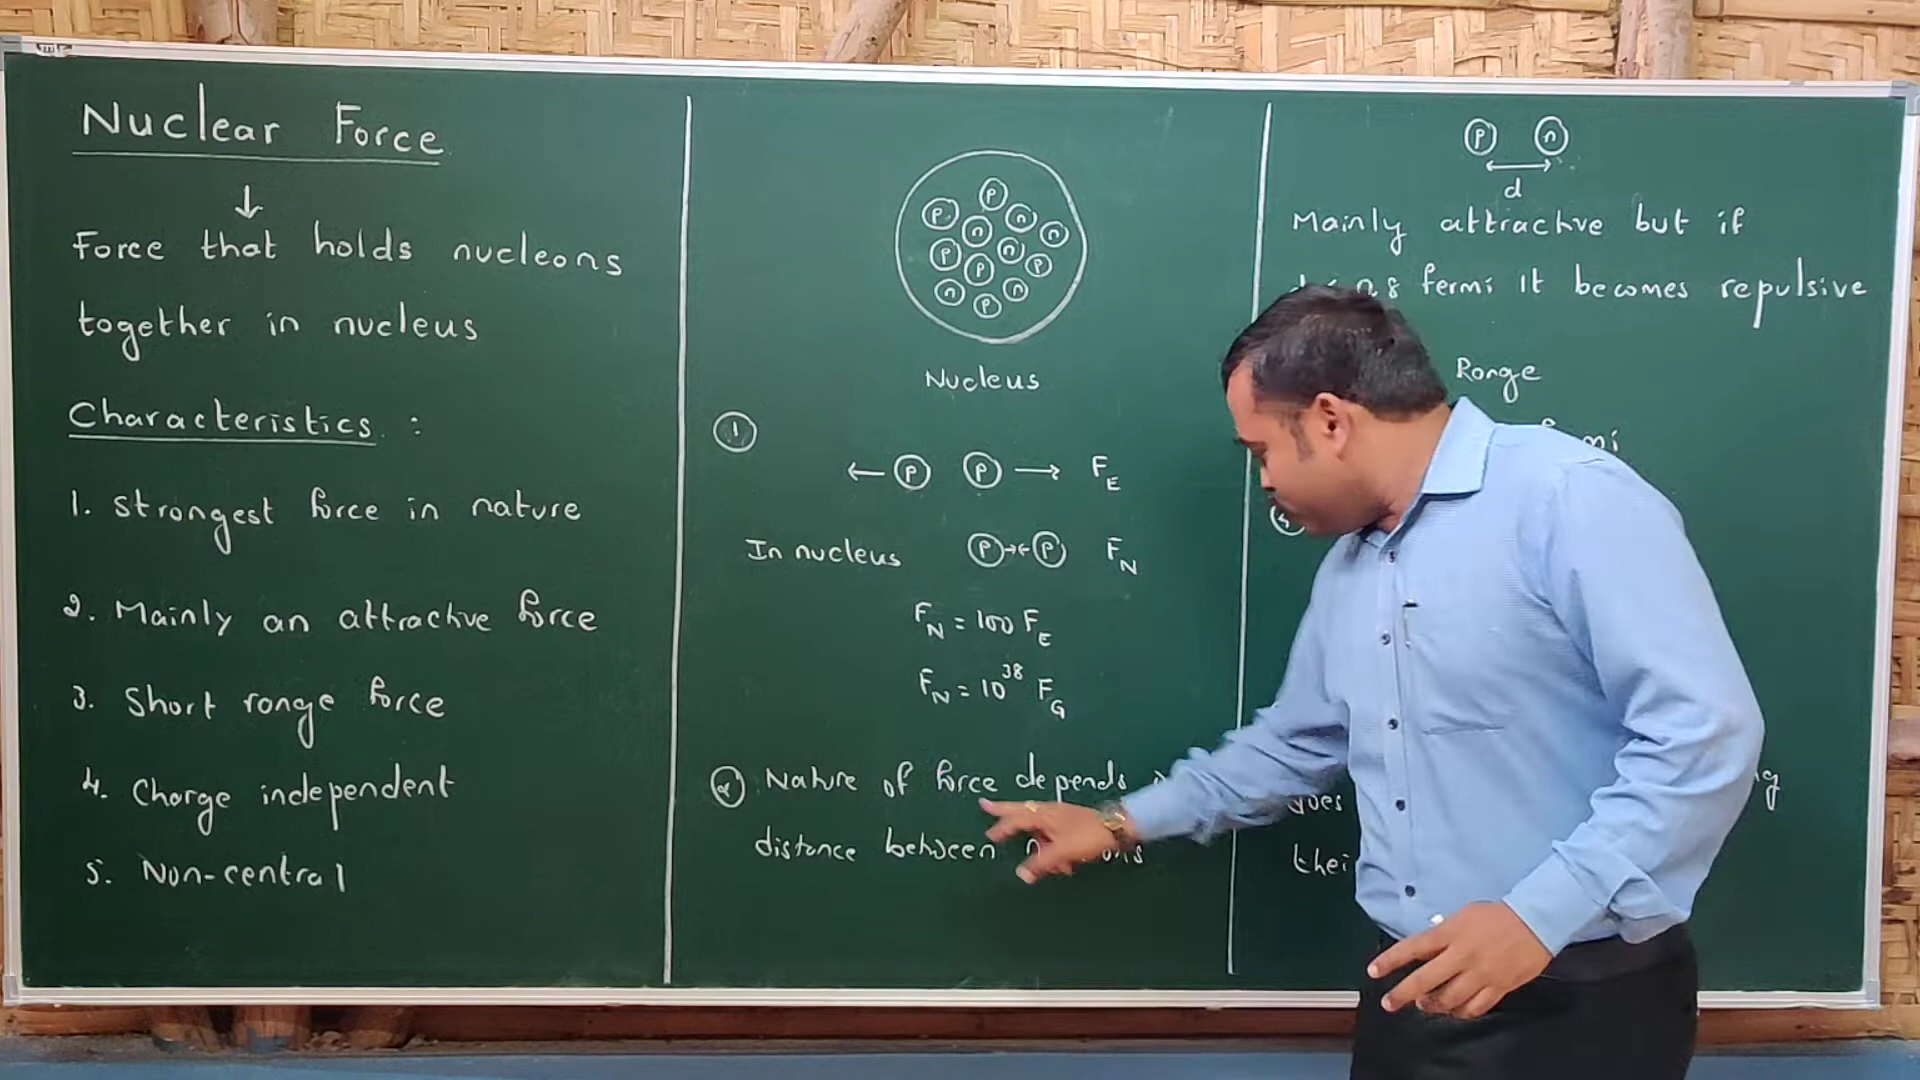 Nuclear Force
↓
Force that holds nucleons
together in nucleus
Characteristics :
1. Strongest force in nature
2. Mainly an attractive force
3. Short range force
4. Charge independent
5. Non-central
p
p n
n n
p n p
p
n n
p
Nucleus
1
← p p → F_E
In nucleus p→←p F_N
F_N = 100 F_E
F_N = 10^38 F_G
2 Nature of force depends
distance between
p n
d
Mainly attractive but if
fermi It becomes repulsive
Range
4